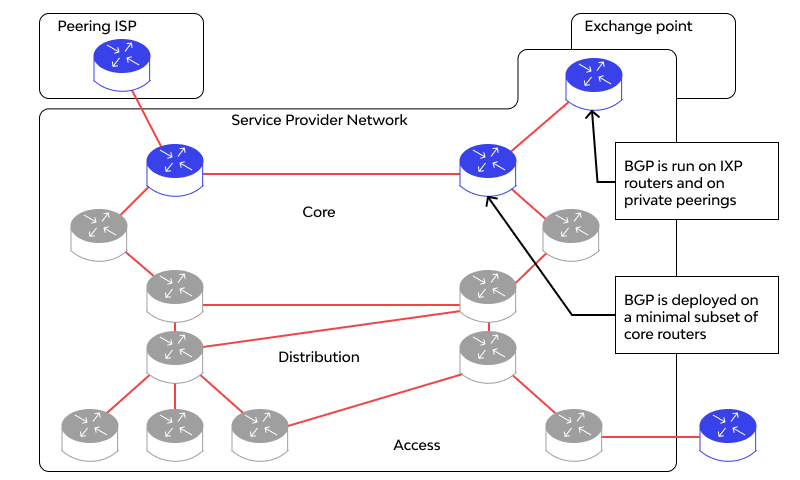 Peering ISP
Exchange point
Service Provider Network
BGP is run on IXP
routers and on
private peerings
Core
BGP is deployed on
a minimal subset of
core routers
Distribution
Access